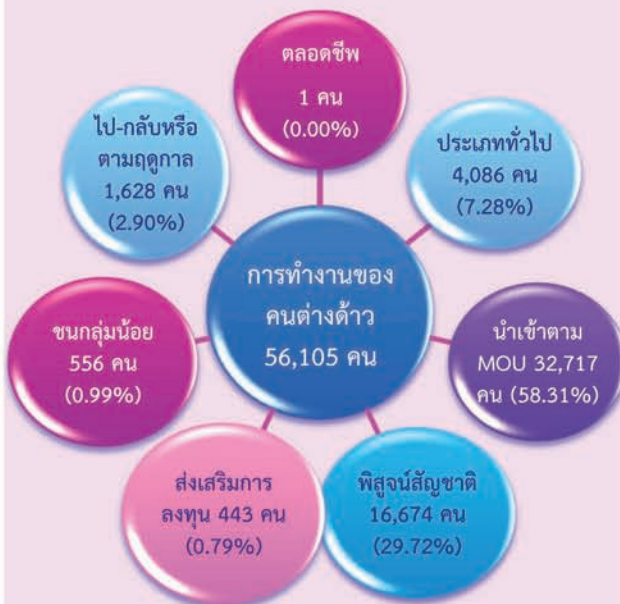 ตลอดชีพ
1 คน
(0.00%)
ประเภททั่วไป
4,086 คน
(7.28%)
นำเข้าตาม
MOU 32,717
คน (58.31%)
พิสูจน์สัญชาติ
16,674 คน
(29.72%)
ส่งเสริมการ
ลงทุน 443 คน
(0.79%)
ชนกลุ่มน้อย
556 คน
(0.99%)
ไป-กลับหรือ
ตามฤดูกาล
1,628 คน
(2.90%)
การทำงานของ
คนต่างด้าว
56,105 คน